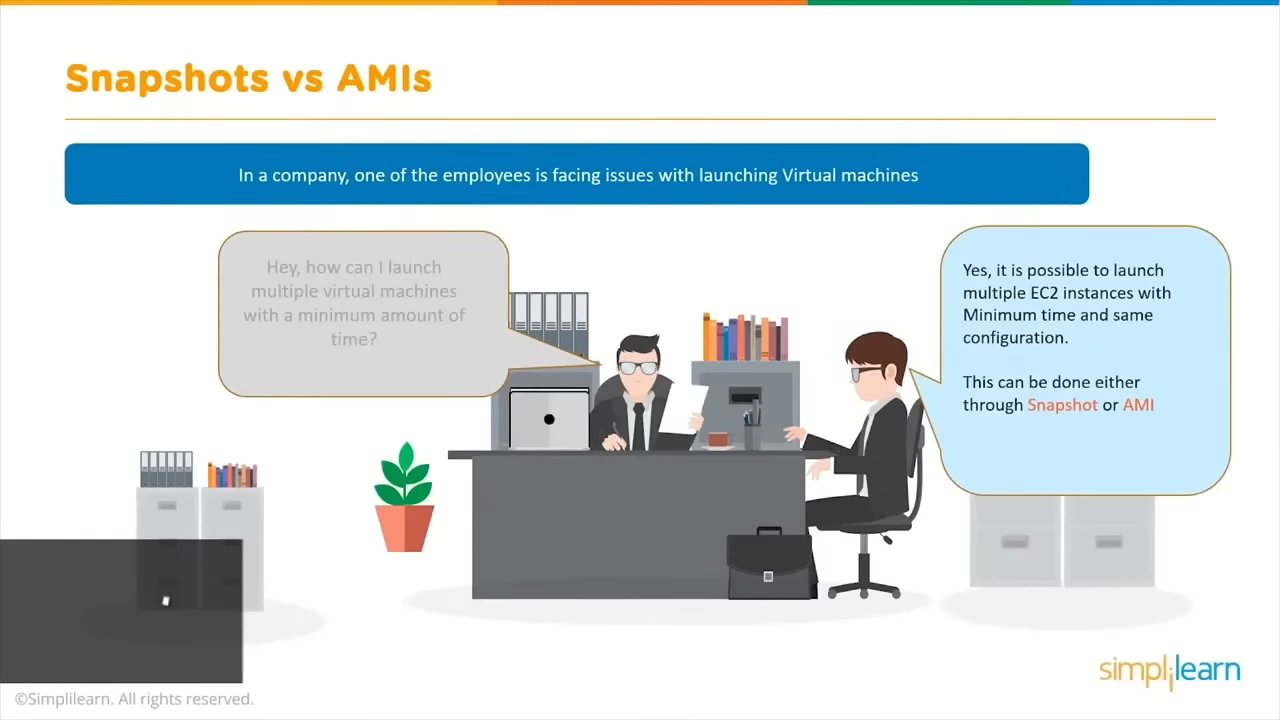 Snapshots vs AMIs
In a company, one of the employees is facing issues with launching Virtual machines
Hey, how can I launch
multiple virtual machines
with a minimum amount of
time?
Yes, it is possible to launch
multiple EC2 instances with
Minimum time and same
configuration.
This can be done either
through Snapshot or AMI
simplilearn
©Simplilearn. All rights reserved.